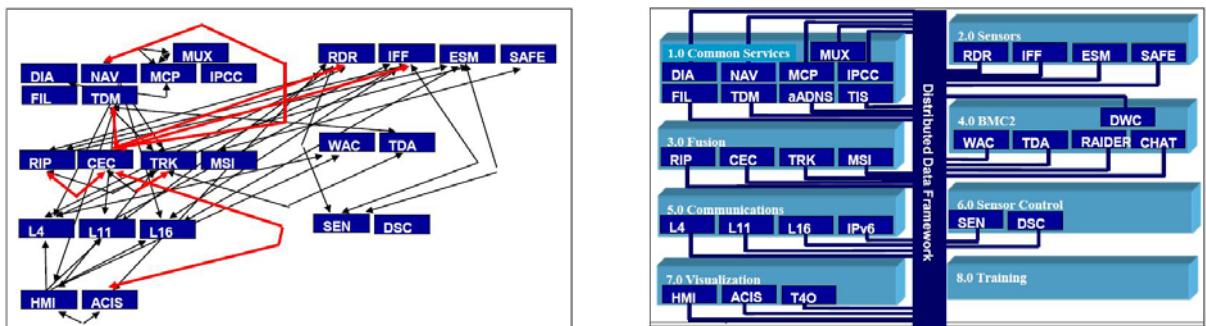 MUX
RDR IFF ESM SAFE
DIA NAV MCP IPCC
FIL TDM
WAC TDA
RIP CEC TRK MSI
SEN DSC
L4 L11 L16
HMI ACIS
1.0 Common Services
MUX
DIA NAV MCP IPCC
FIL TDM aADNS TIS
3.0 Fusion
RIP CEC TRK MSI
5.0 Communications
L4 L11 L16 IPv6
7.0 Visualization
HMI ACIS T4O
Distributed Data Framework
2.0 Sensors
RDR IFF ESM SAFE
DWC
4.0 BMC2
WAC TDA RAIDER CHAT
6.0 Sensor Control
SEN DSC
8.0 Training